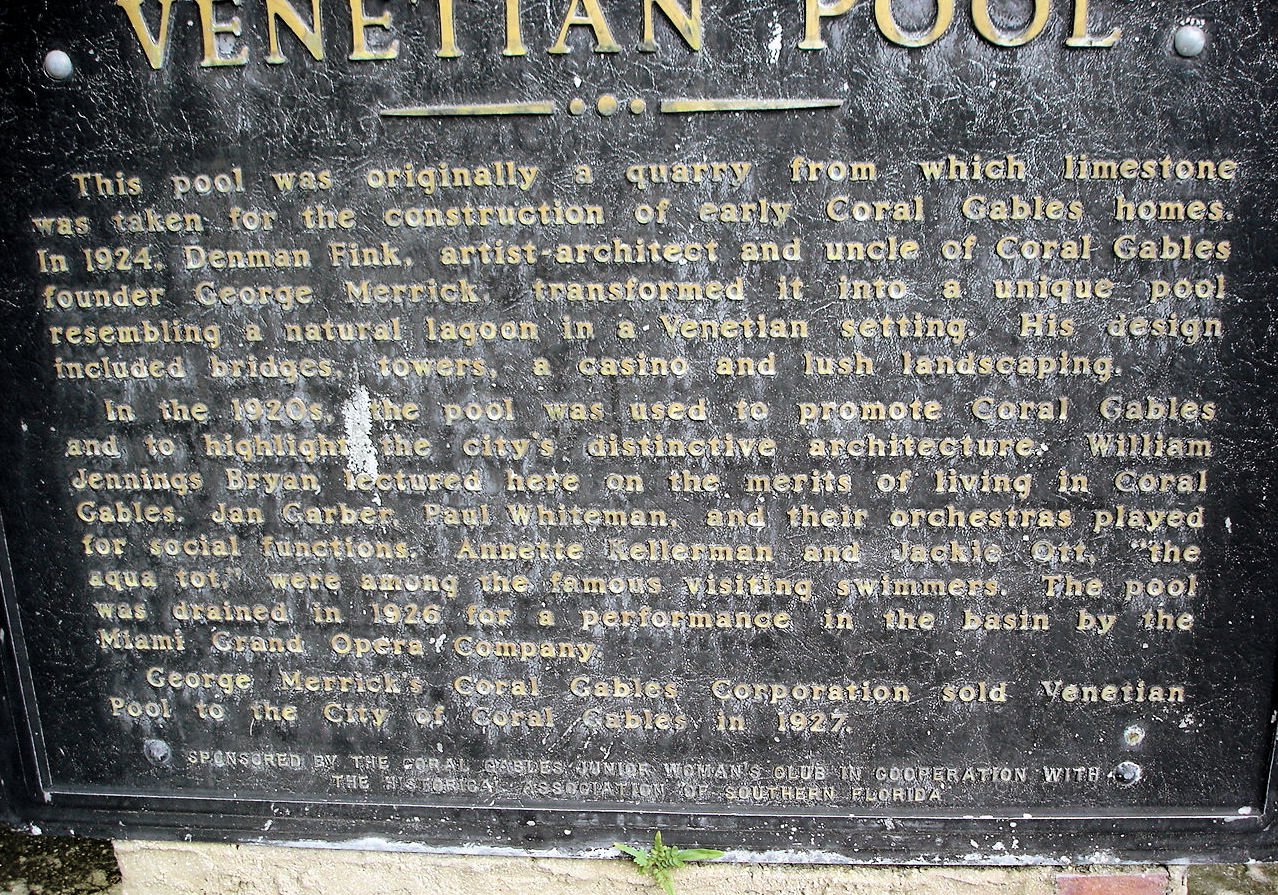 VENETIAN POOL
This pool was originally a quarry from which limestone
was taken for the construction of early Coral Gables homes.
In 1924, Denman Fink, artist-architect and uncle of Coral Gables
founder George Merrick, transformed it into a unique pool
resembling a natural lagoon in a Venetian setting. His design
included bridges, towers, a casino and lush landscaping.
In the 1920s, the pool was used to promote Coral Gables
and to highlight the city's distinctive architecture. William
Jennings Bryan lectured here on the merits of living in Coral
Gables. Jan Garber, Paul Whiteman, and their orchestras played
for social functions. Annette Kellerman and Jackie Ott, "the
aqua tot," were among the famous visiting swimmers. The pool
was drained in 1926 for a performance in the basin by the
Miami Grand Opera Company.
George Merrick's Coral Gables Corporation sold Venetian
Pool to the City of Coral Gables in 1927.
SPONSORED BY THE CORAL GABLES JUNIOR WOMAN'S CLUB IN COOPERATION WITH
THE HISTORICAL ASSOCIATION OF SOUTHERN FLORIDA